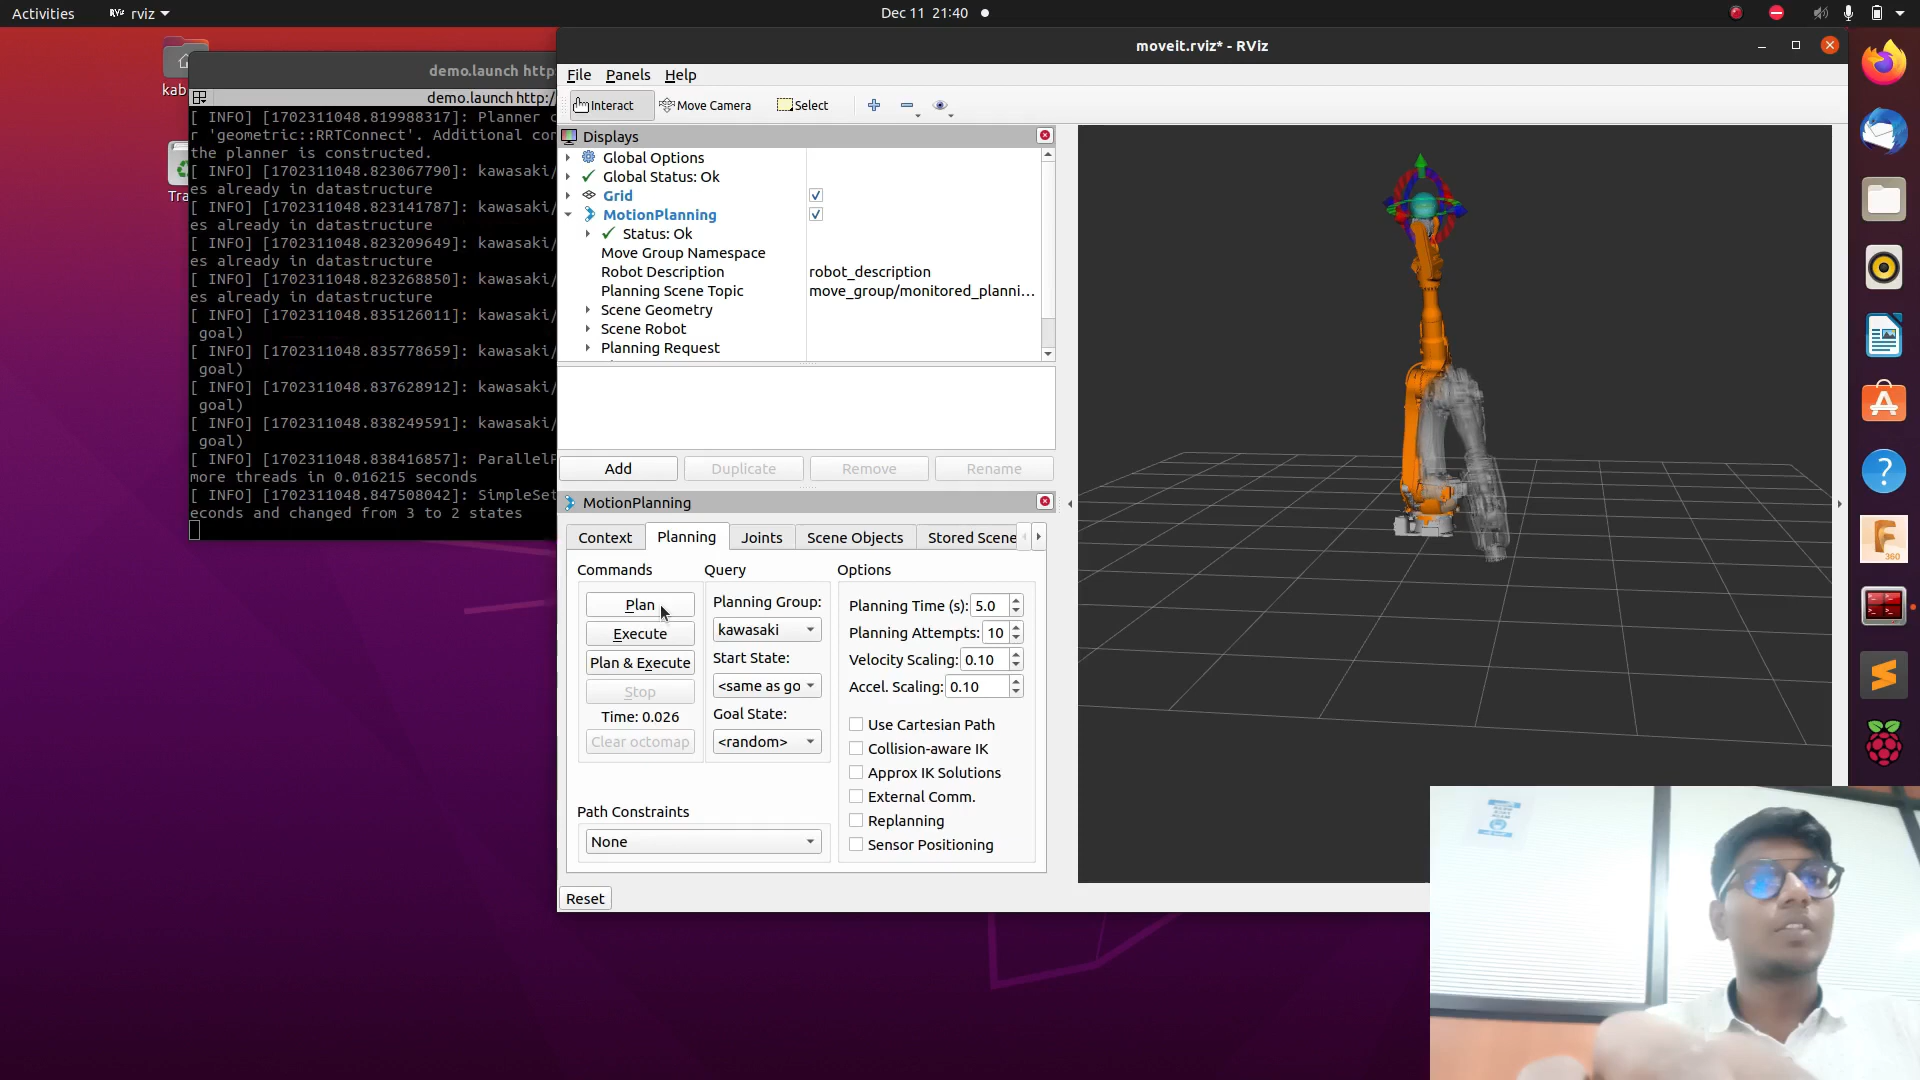 Activities
rviz
Dec 11 21:40
demo.launch http:
demo.launch http:/
[ INFO] [1702311048.819988317]: Planner c
r 'geometric::RRTConnect'. Additional con
the planner is constructed.
[ INFO] [1702311048.823067790]: kawasaki/
es already in datastructure
[ INFO] [1702311048.823141787]: kawasaki/
es already in datastructure
[ INFO] [1702311048.823209649]: kawasaki/
es already in datastructure
[ INFO] [1702311048.823268850]: kawasaki/
es already in datastructure
[ INFO] [1702311048.835126011]: kawasaki/
goal)
[ INFO] [1702311048.835778659]: kawasaki/
goal)
[ INFO] [1702311048.837628912]: kawasaki/
goal)
[ INFO] [1702311048.838249591]: kawasaki/
goal)
[ INFO] [1702311048.838416857]: ParallelP
more threads in 0.016215 seconds
[ INFO] [1702311048.847508042]: SimpleSet
econds and changed from 3 to 2 states
kab
Tra
moveit.rviz* - RViz
File Panels Help
Interact Move Camera Select
Displays
Global Options
Global Status: Ok
Grid
MotionPlanning
Status: Ok
Move Group Namespace
Robot Description robot_description
Planning Scene Topic move_group/monitored_planni...
Scene Geometry
Scene Robot
Planning Request
Add Duplicate Remove Rename
MotionPlanning
Context Planning Joints Scene Objects Stored Scene
Commands Query Options
Plan
Execute
Plan & Execute
Stop
Time: 0.026
Clear octomap
Planning Group:
kawasaki
Start State:
<same as go
Goal State:
<random>
Planning Time (s): 5.0
Planning Attempts: 10
Velocity Scaling: 0.10
Accel. Scaling: 0.10
Use Cartesian Path
Collision-aware IK
Approx IK Solutions
External Comm.
Replanning
Sensor Positioning
Path Constraints
None
Reset
360